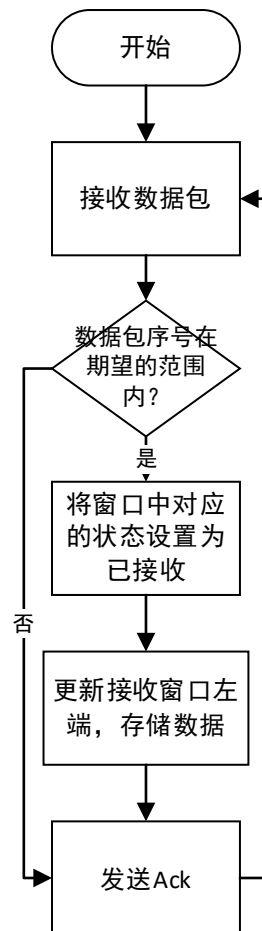 开始
接收数据包
数据包序号在
期望的范围
内？
是
将窗口中对应
的状态设置为
已接收
否
更新接收窗口左
端，存储数据
发送Ack